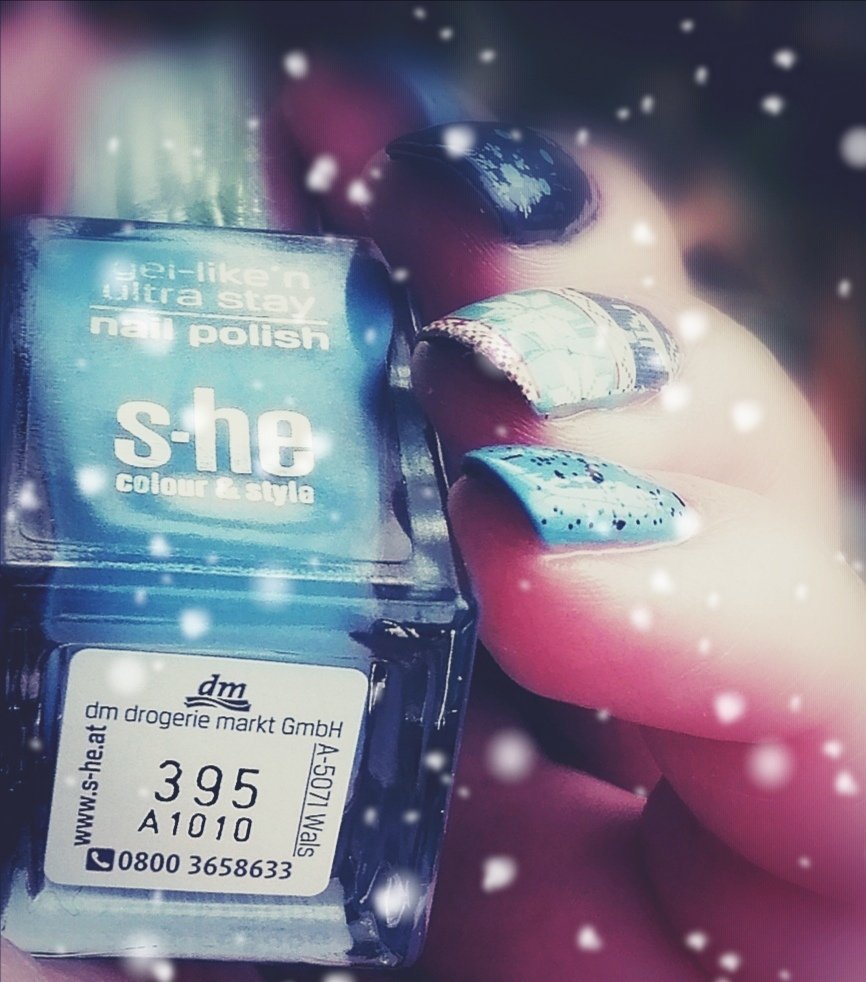 gel-like'n
ultra stay
nail polish
s-he
colour & style
dm
dm drogerie markt GmbH
www.s-he.at
395
A1010
A-5071 Wals
0800 3658633